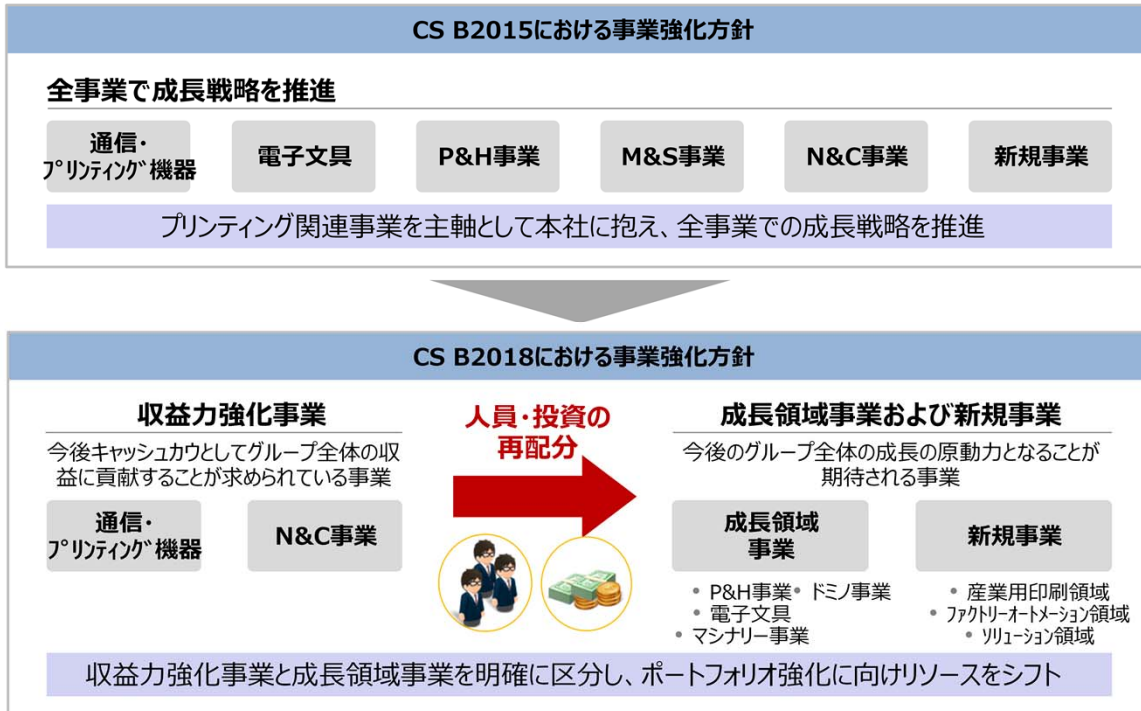 CS B2015における事業強化方針
全事業で成長戦略を推進
通信・
プリンティング機器
電子文具
P&H事業
M&S事業
N&C事業
新規事業
プリンティング関連事業を主軸として本社に抱え、全事業での成長戦略を推進
CS B2018における事業強化方針
収益力強化事業
今後キャッシュカウとしてグループ全体の収
益に貢献することが求められている事業
通信・
プリンティング機器
N&C事業
人員・投資の
再配分
成長領域事業および新規事業
今後のグループ全体の成長の原動力となることが
期待される事業
成長領域
事業
• P&H事業• ドミノ事業
• 電子文具
• マシナリー事業
新規事業
• 産業用印刷領域
• ファクトリーオートメーション領域
• ソリューション領域
収益力強化事業と成長領域事業を明確に区分し、ポートフォリオ強化に向けリソースをシフト